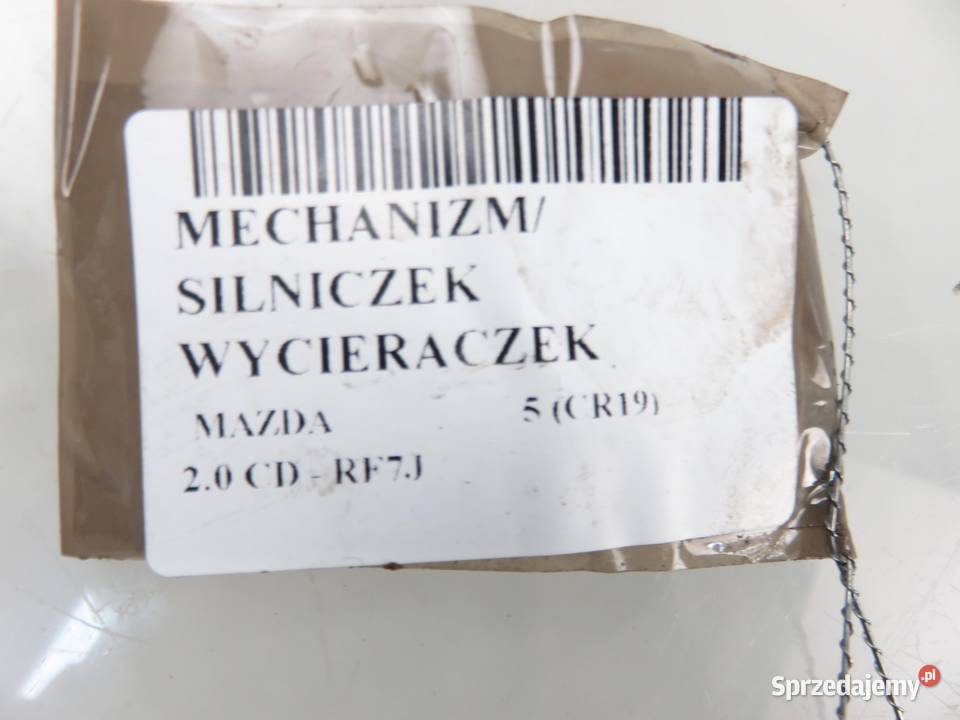 MECHANIZM/
SILNICZEK
WYCIERACZEK
MAZDA 5 (CR19)
2.0 CD - RF7J
Sprzedajemy.pl